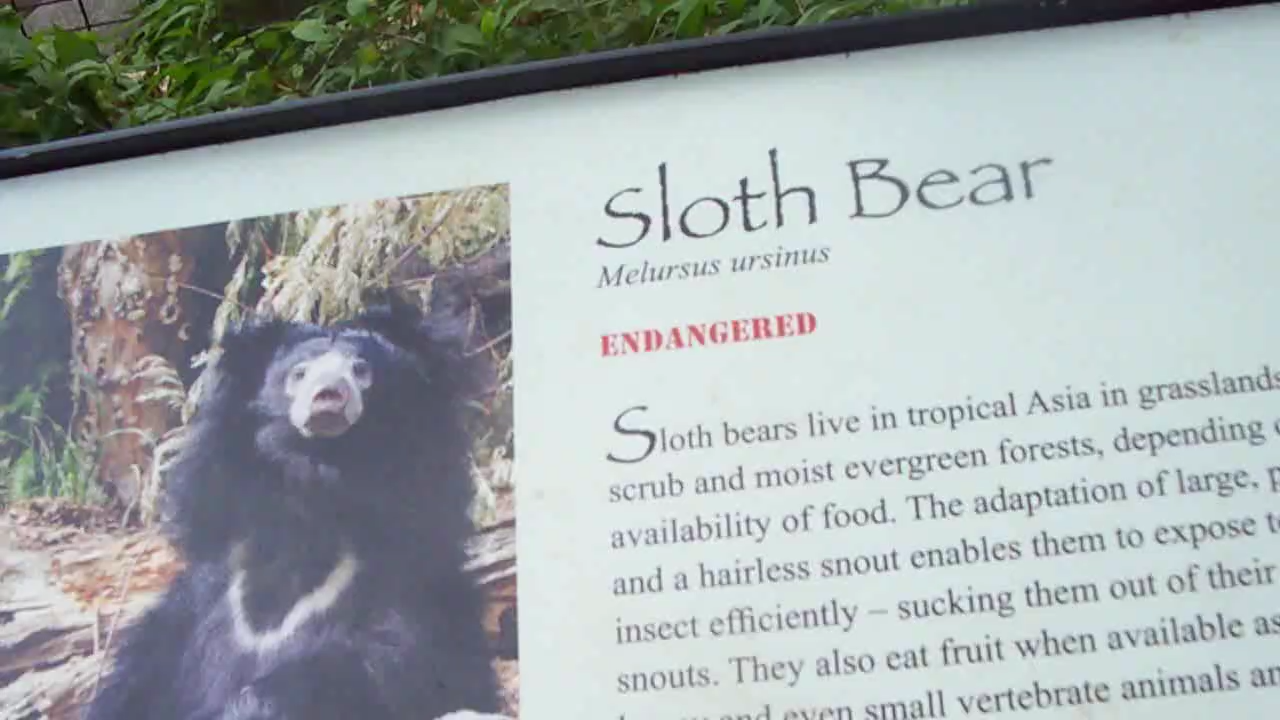 Sloth Bear
Melursus ursinus
ENDANGERED
Sloth bears live in tropical Asia in grasslands
scrub and moist evergreen forests, depending
availability of food. The adaptation of large,
and a hairless snout enables them to expose
insect efficiently – sucking them out of their
snouts. They also eat fruit when available as
and even small vertebrate animals